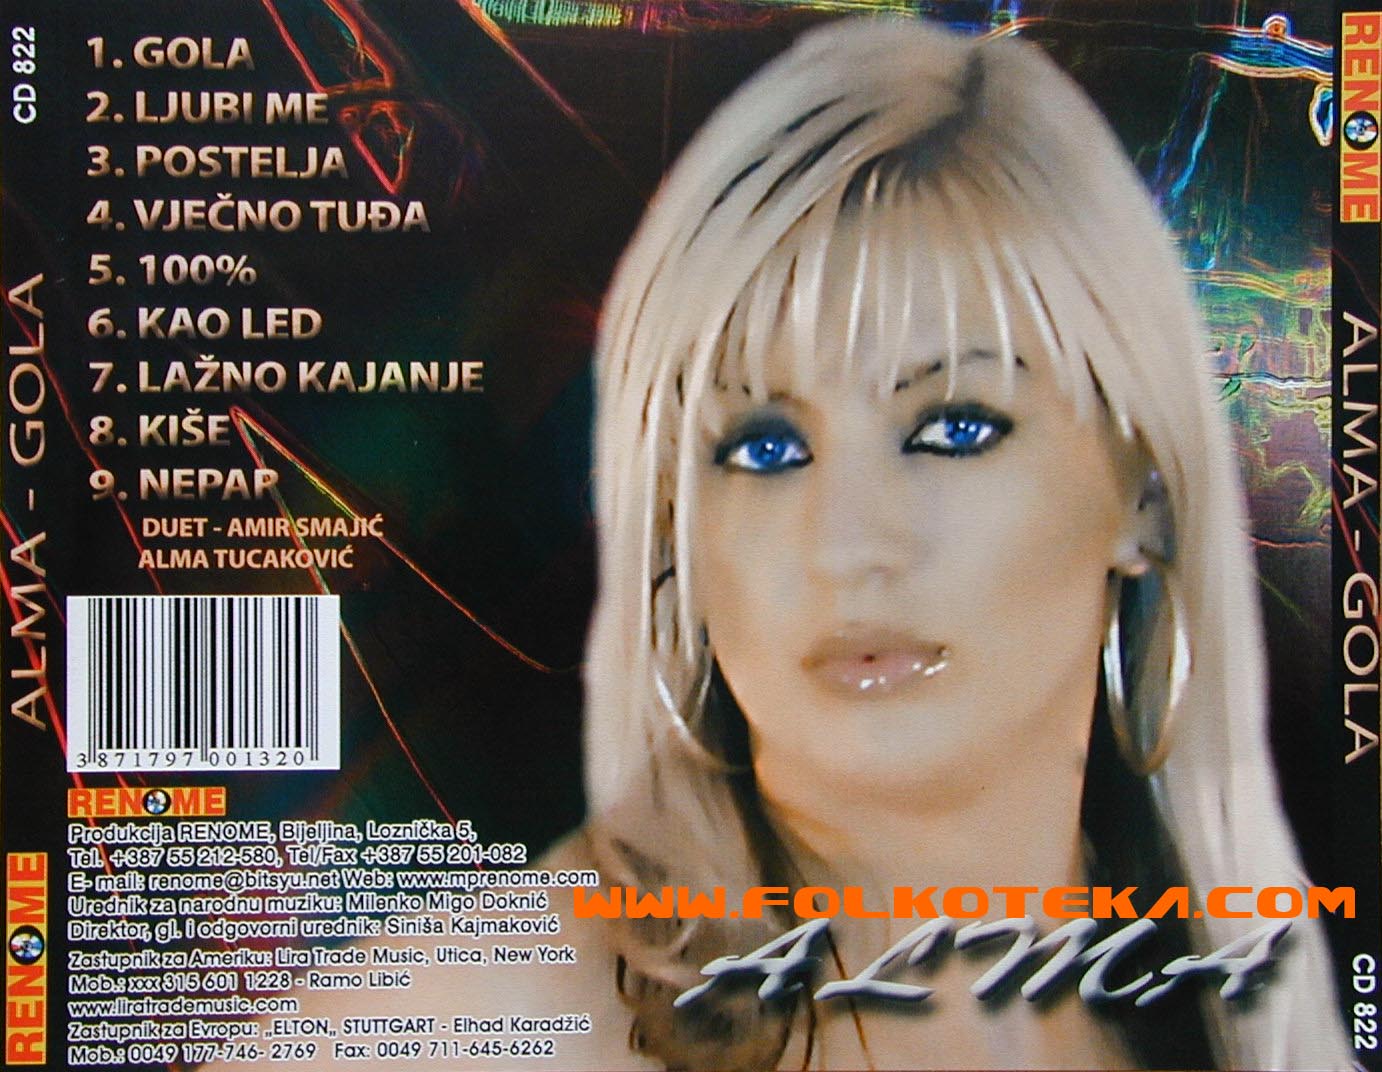 CD 822
1. GOLA
2. LJUBI ME
3. POSTELJA
4. VJEČNO TUĐA
5. 100%
6. KAO LED
7. LAŽNO KAJANJE
8. KIŠE
9. NEPAR
DUET - AMIR SMAJIĆ
ALMA TUCAKOVIĆ
3 871797 001320
RENOME
Produkcija RENOME, Bijeljina, Loznička 5,
Tel. +387 55 212-580, Tel/Fax +387 55 201-082
E- mail: renome@bitsyu.net Web: www.mprenome.com
Urednik za narodnu muziku: Milenko Migo Doknić
Direktor, gl. i odgovorni urednik: Siniša Kajmaković
Zastupnik za Ameriku: Lira Trade Music, Utica, New York
Mob.: xxx 315 601 1228 - Ramo Libić
www.liratrademusic.com
Zastupnik za Evropu: „ELTON„ STUTTGART - Elhad Karadžić
Mob.: 0049 177-746- 2769 Fax: 0049 711-645-6262
ALMA - GOLA
RENOME
WWW.FOLKOTEKA.COM
ALMA
RENOME
ALMA - GOLA
CD 822